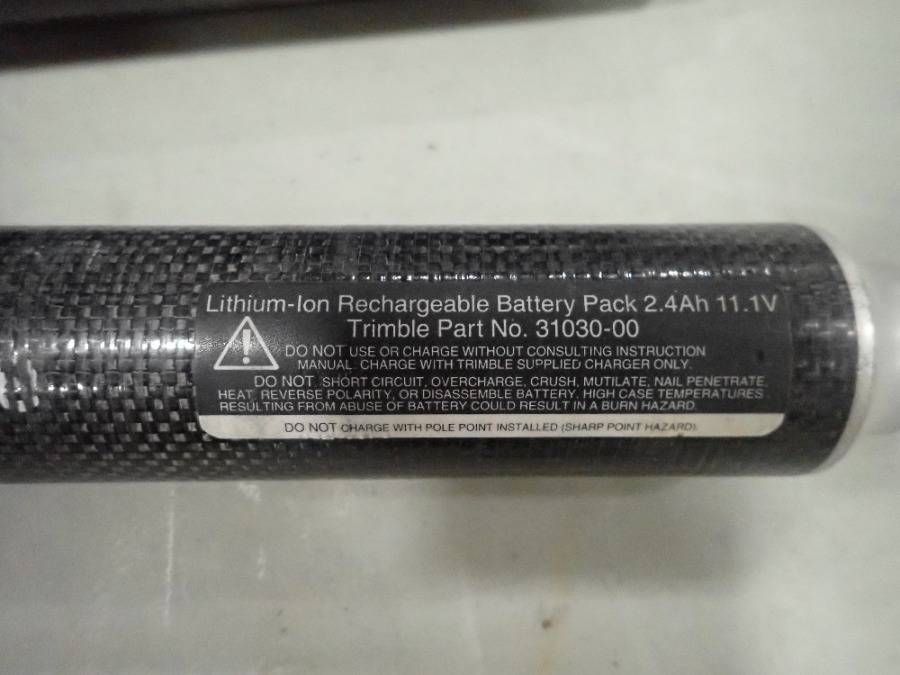 Lithium-Ion Rechargeable Battery Pack 2.4Ah 11.1V
Trimble Part No. 31030-00
DO NOT USE OR CHARGE WITHOUT CONSULTING INSTRUCTION
MANUAL. CHARGE WITH TRIMBLE SUPPLIED CHARGER ONLY.
DO NOT SHORT CIRCUIT, OVERCHARGE, CRUSH, MUTILATE, NAIL PENETRATE,
HEAT, REVERSE POLARITY, OR DISASSEMBLE BATTERY. HIGH CASE TEMPERATURES
RESULTING FROM ABUSE OF BATTERY COULD RESULT IN A BURN HAZARD.
DO NOT CHARGE WITH POLE POINT INSTALLED (SHARP POINT HAZARD).